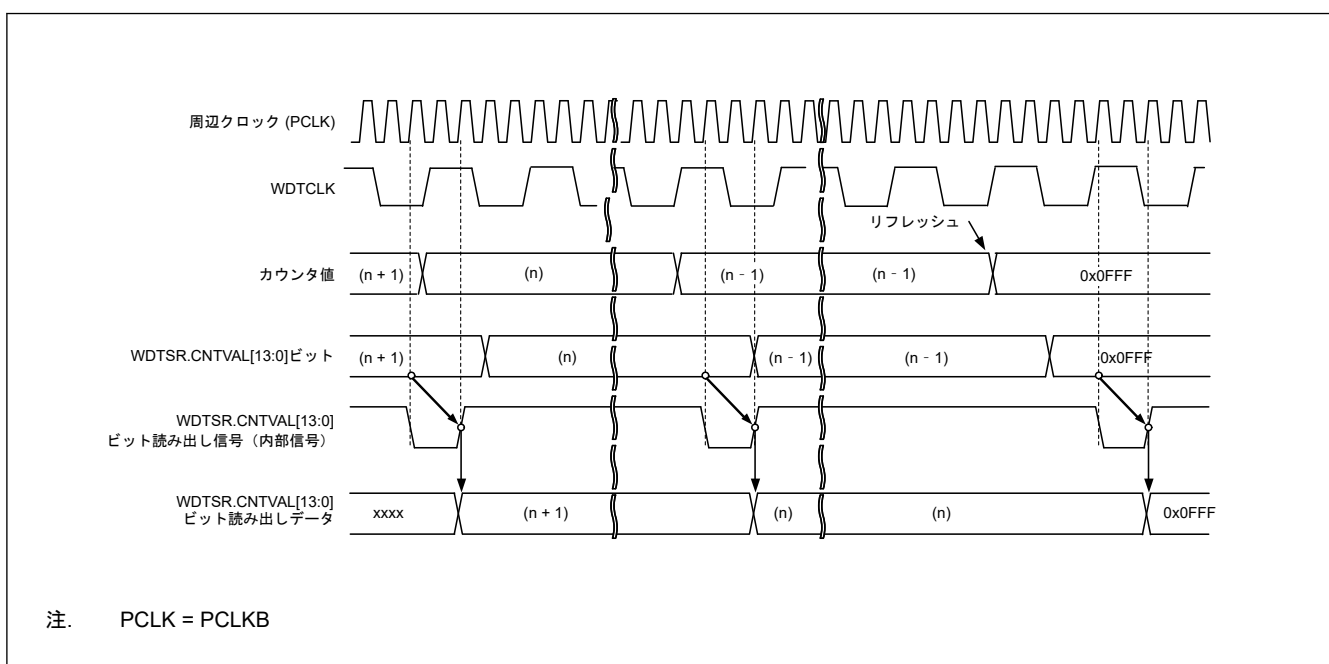 周辺クロック (PCLK)
WDTCLK
リフレッシュ
カウンタ値
(n + 1)
(n)
(n - 1)
(n - 1)
0x0FFF
WDTSR.CNTVAL[13:0]ビット
(n + 1)
(n)
(n - 1)
(n - 1)
0x0FFF
WDTSR.CNTVAL[13:0]
ビット読み出し信号（内部信号）
WDTSR.CNTVAL[13:0]
ビット読み出しデータ
xxxx
(n + 1)
(n)
(n)
0x0FFF
注. PCLK = PCLKB